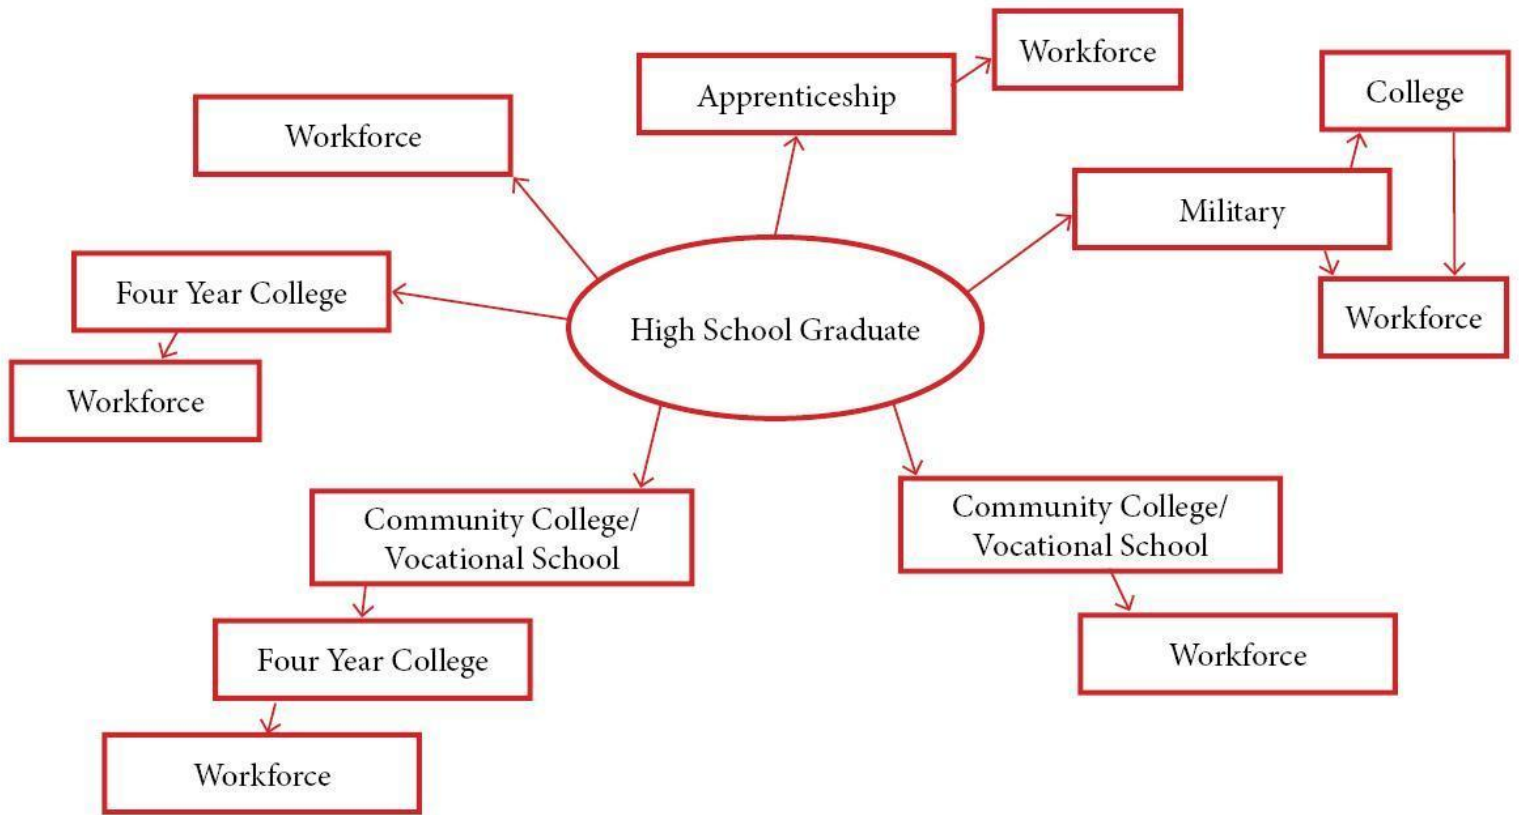 Workforce
Apprenticeship
College
Workforce
Military
Four Year College
Workforce
High School Graduate
Workforce
Community College/
Vocational School
Community College/
Vocational School
Four Year College
Workforce
Workforce